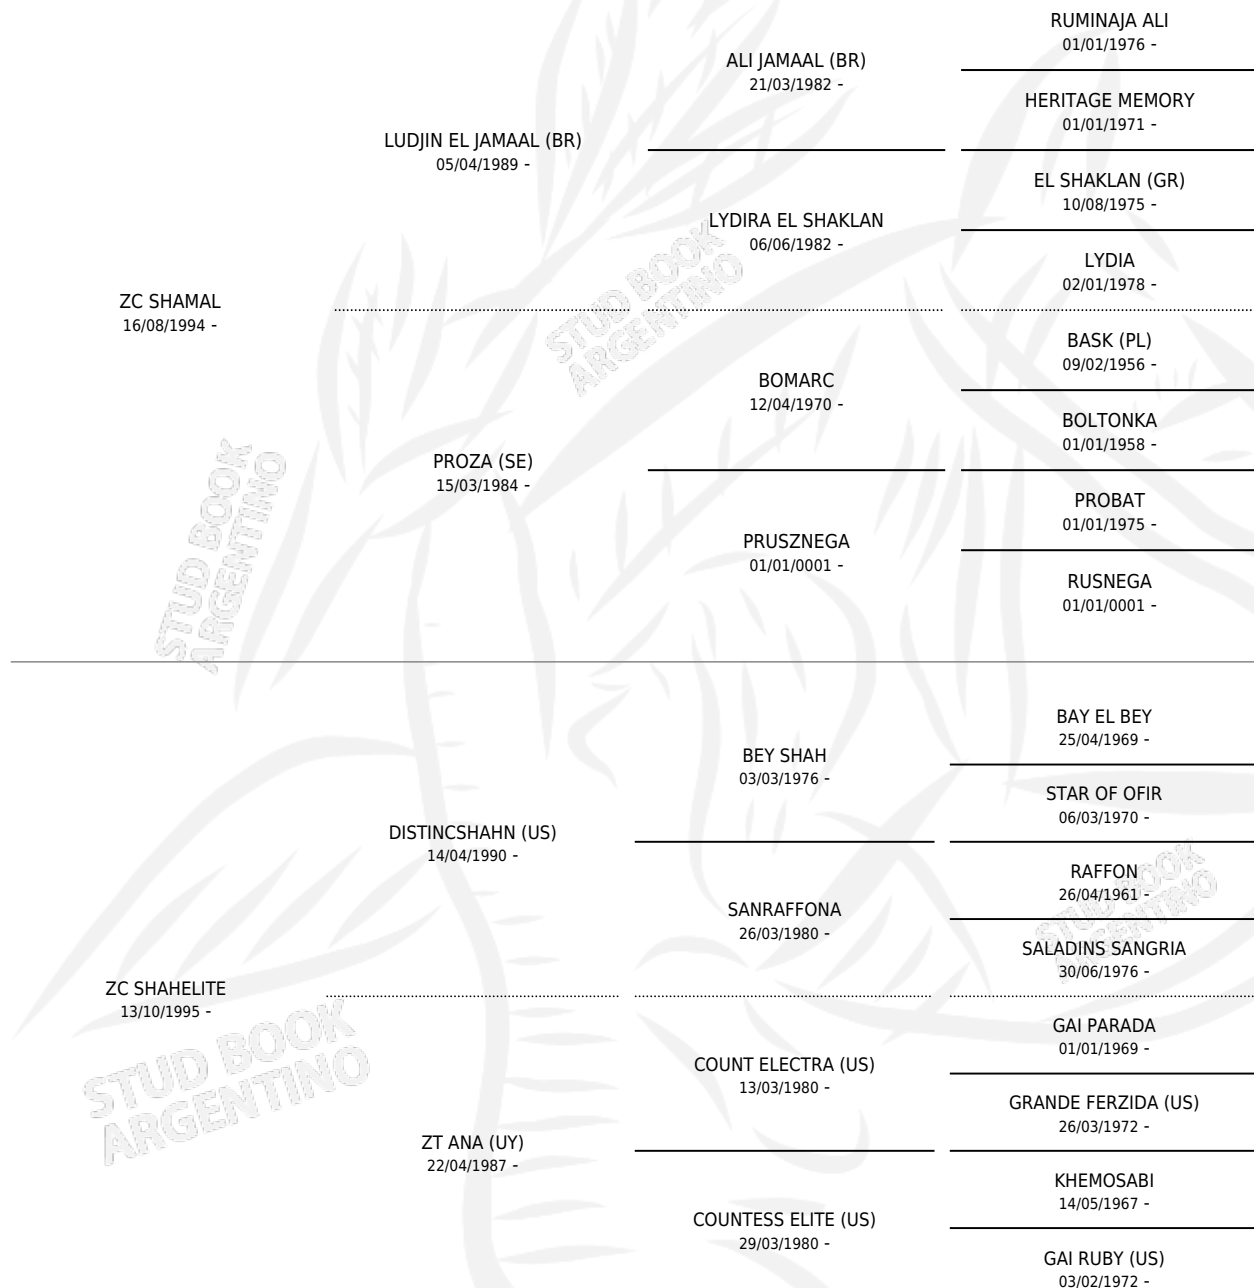 RUMINAJA ALI
01/01/1976 -
ALI JAMAAL (BR)
21/03/1982 -
HERITAGE MEMORY
01/01/1971 -
LUDJIN EL JAMAAL (BR)
05/04/1989 -
EL SHAKLAN (GR)
10/08/1975 -
LYDIRA EL SHAKLAN
06/06/1982 -
LYDIA
02/01/1978 -
ZC SHAMAL
16/08/1994 -
STUD BOOK
ARGENTINO
BASK (PL)
09/02/1956 -
BOMARC
12/04/1970 -
BOLTONKA
01/01/1958 -
PROZA (SE)
15/03/1984 -
PROBAT
01/01/1975 -
PRUSZNEGA
01/01/0001 -
RUSNEGA
01/01/0001 -
STUD BOOK
ARGENTINO
BAY EL BEY
25/04/1969 -
BEY SHAH
03/03/1976 -
STAR OF OFIR
06/03/1970 -
DISTINCSHAHN (US)
14/04/1990 -
RAFFON
26/04/1961 -
SANRAFFONA
26/03/1980 -
SALADINS SANGRIA
30/06/1976 -
STUD BOOK
ARGENTINO
ZC SHAHELITE
13/10/1995 -
GAI PARADA
01/01/1969 -
COUNT ELECTRA (US)
13/03/1980 -
GRANDE FERZIDA (US)
26/03/1972 -
STUD BOOK
ARGENTINO
ZT ANA (UY)
22/04/1987 -
KHEMOSABI
14/05/1967 -
COUNTESS ELITE (US)
29/03/1980 -
GAI RUBY (US)
03/02/1972 -